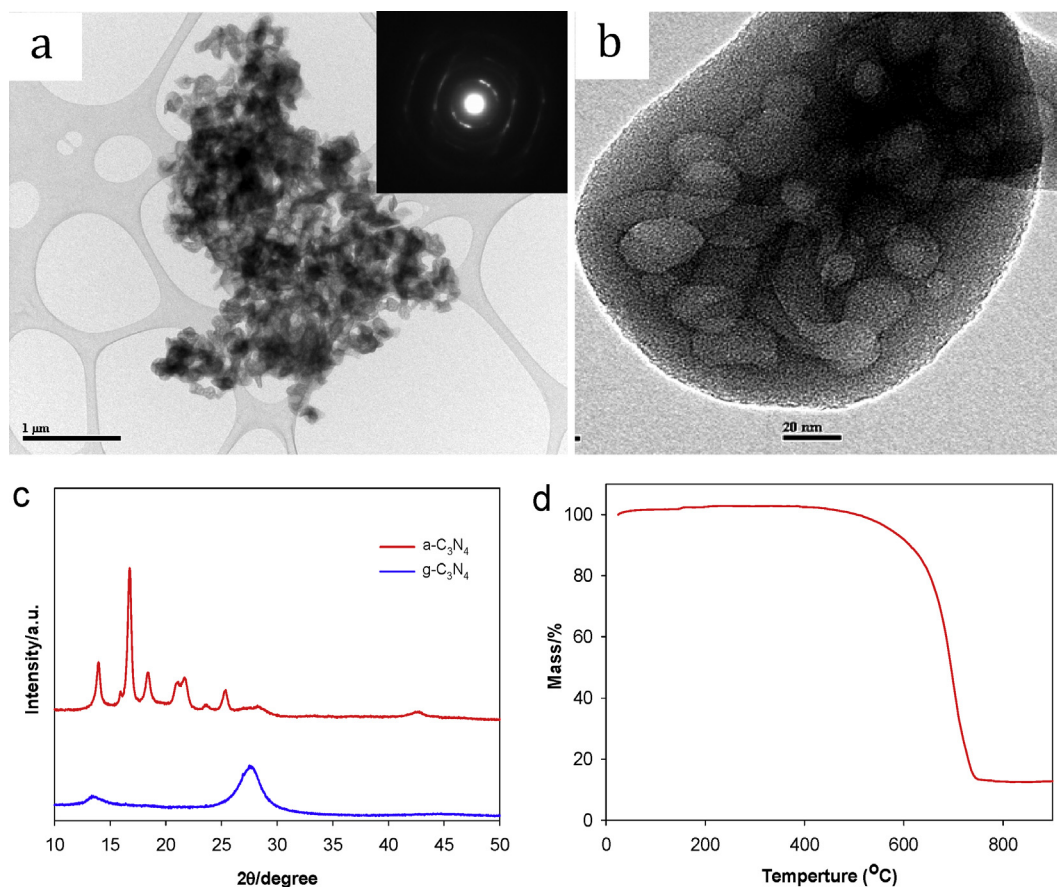 a
1 µm
b
20 nm
c
Intensity/a.u.
a-C₃N₄
g-C₃N₄
10 15 20 25 30 35 40 45 50
2θ/degree
d
Mass/%
100
80
60
40
20
0
0 200 400 600 800
Temperture (°C)